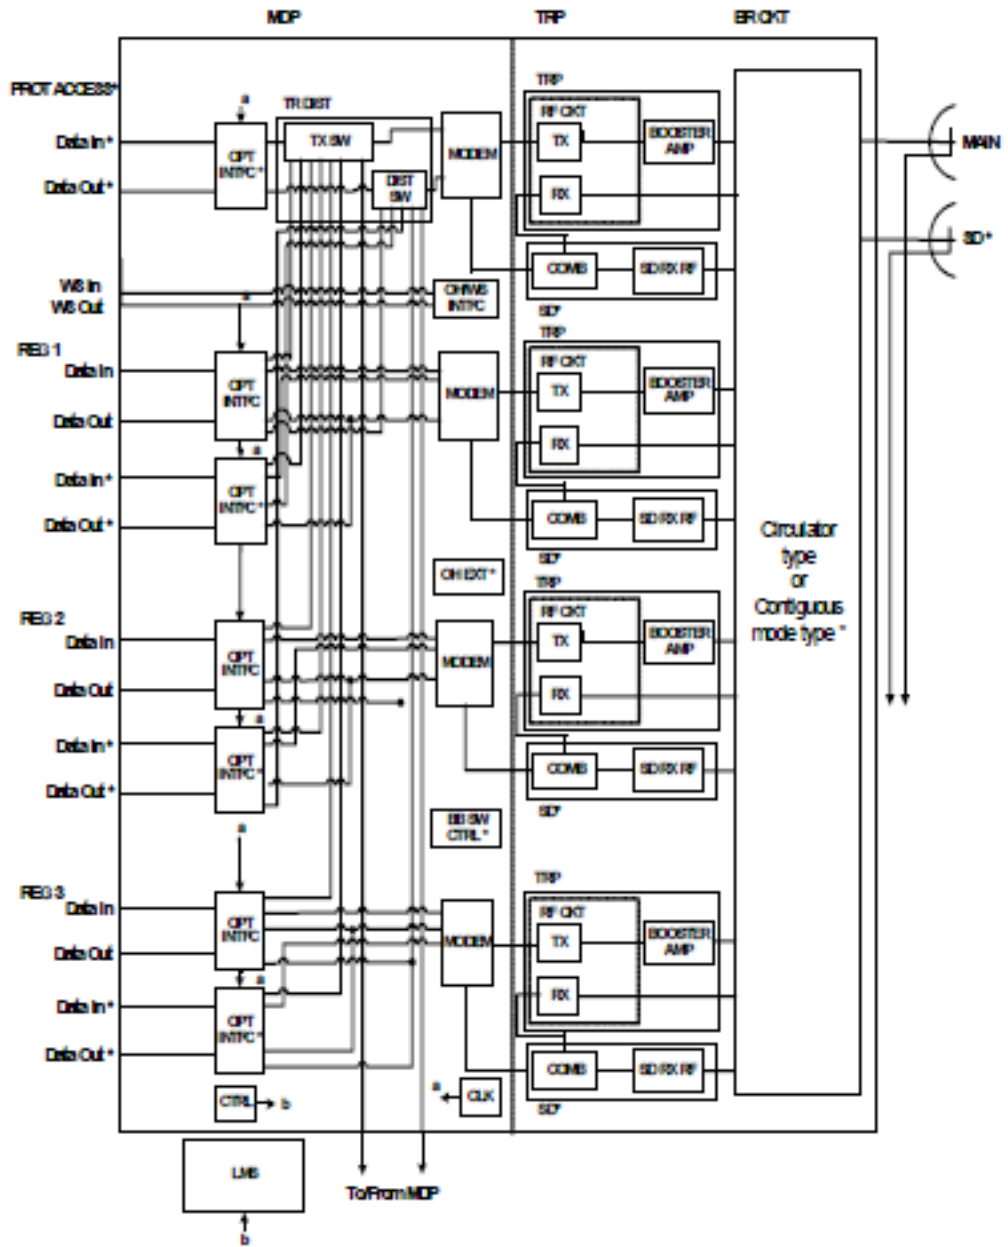 MDP
TRP
BR CKT
PROT ACCESS*
a
TR DIST
TRP
RF CKT
Data In *
OPT
INTFC *
TX SW
MODEM
TX
BOOSTER
AMP
MAIN
Data Out *
DIST
SW
RX
SD *
COMB
SD RX RF
WS In
WS Out
a
OH/WS
INTFC
SD*
TRP
REG 1
Data In
OPT
INTFC
MODEM
RF CKT
TX
BOOSTER
AMP
Data Out
RX
a
Data In *
OPT
INTFC *
Data Out *
COMB
SD RX RF
Circulator
type
or
Contiguous
mode type *
SD*
OH EXT *
TRP
REG 2
Data In
OPT
INTFC
MODEM
RF CKT
TX
BOOSTER
AMP
Data Out
RX
a
Data In *
OPT
INTFC *
Data Out *
COMB
SD RX RF
SD*
BB SW
CTRL *
a
TRP
REG 3
Data In
OPT
INTFC
MODEM
RF CKT
TX
BOOSTER
AMP
Data Out
RX
a
Data In *
OPT
INTFC *
Data Out *
COMB
SD RX RF
SD*
CTRL
b
a
CLK
LMS
To/From MDP
b